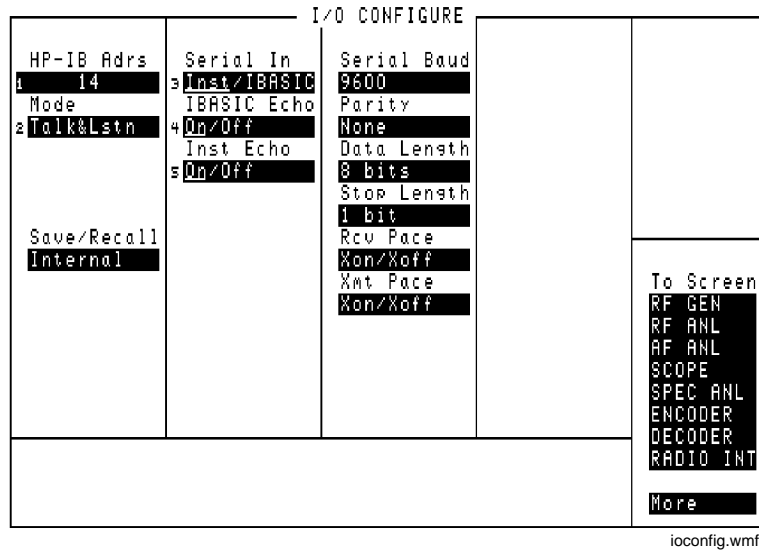 I/O CONFIGURE
HP-IB Adrs
1 14
Mode
2 Talk&Lstn
Save/Recall
Internal
Serial In
3 Inst/IBASIC
IBASIC Echo
4 On/Off
Inst Echo
5 On/Off
Serial Baud
9600
Parity
None
Data Length
8 bits
Stop Length
1 bit
Rcv Pace
Xon/Xoff
Xmt Pace
Xon/Xoff
To Screen
RF GEN
RF ANL
AF ANL
SCOPE
SPEC ANL
ENCODER
DECODER
RADIO INT
More
ioconfig.wmf